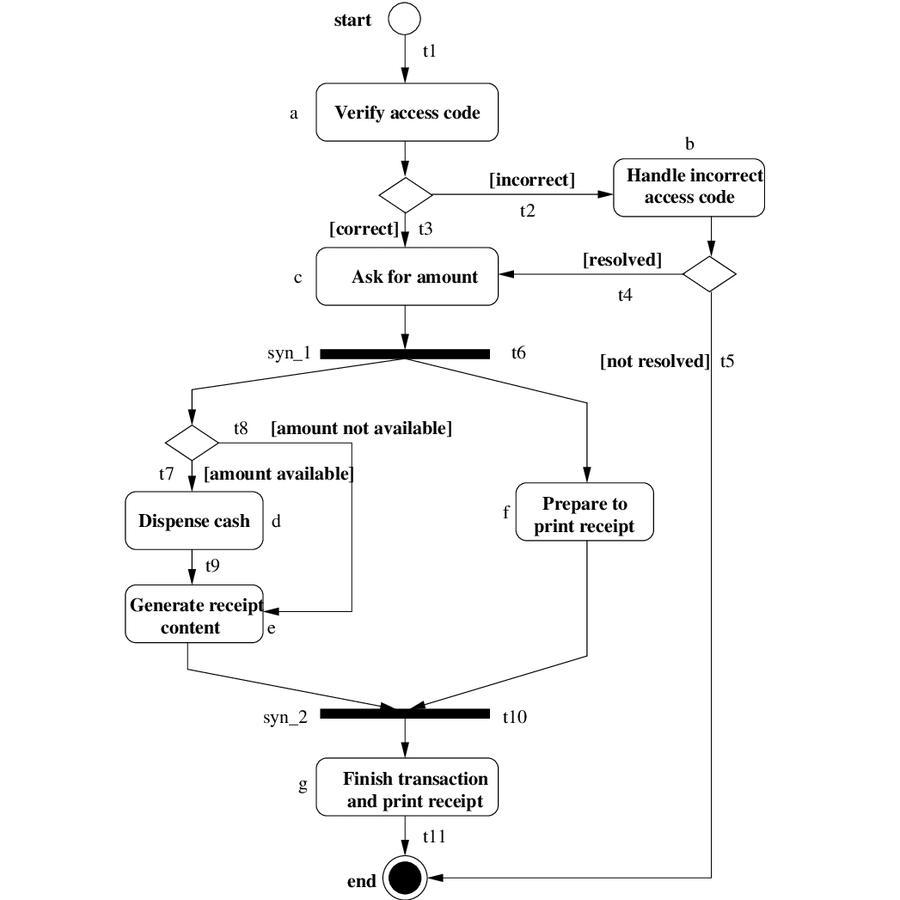 start
t1
a
Verify access code
b
[incorrect]
Handle incorrect
access code
t2
[correct]
t3
[resolved]
c
Ask for amount
t4
syn_1
t6
[not resolved]
t5
t8
[amount not available]
t7
[amount available]
Dispense cash
d
f
Prepare to
print receipt
t9
Generate receipt
content
e
syn_2
t10
g
Finish transaction
and print receipt
t11
end